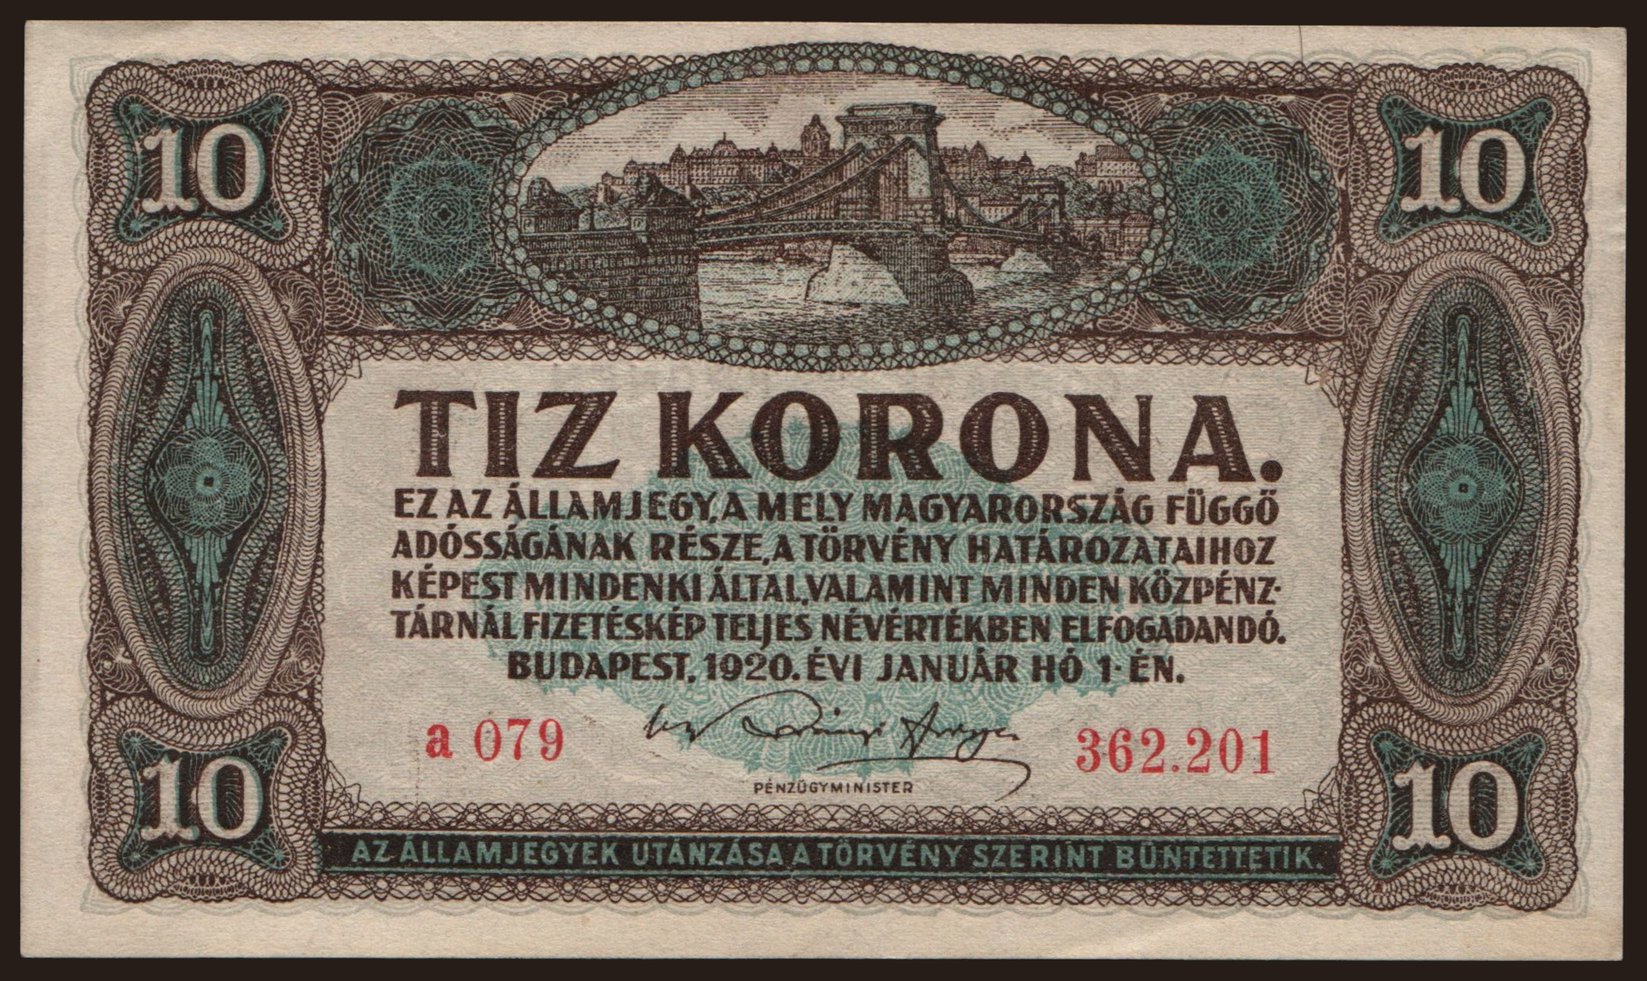 10 10
TIZ KORONA.
EZ AZ ÁLLAMJEGY, A MELY MAGYARORSZÁG FÜGGŐ
ADÓSSÁGÁNAK RÉSZE, A TÖRVÉNY HATÁROZATAIHOZ
KÉPEST MINDENKI ÁLTAL, VALAMINT MINDEN KÖZPÉNZ-
TÁRNÁL FIZETÉSKÉP TELJES NÉVÉRTÉKBEN ELFOGADANDÓ.
BUDAPEST, 1920. ÉVI JANUÁR HÓ 1-ÉN.
a 079 362.201
PÉNZÜGYMINISTER
10 10
AZ ÁLLAMJEGYEK UTÁNZÁSA A TÖRVÉNY SZERINT BÜNTETTETIK.